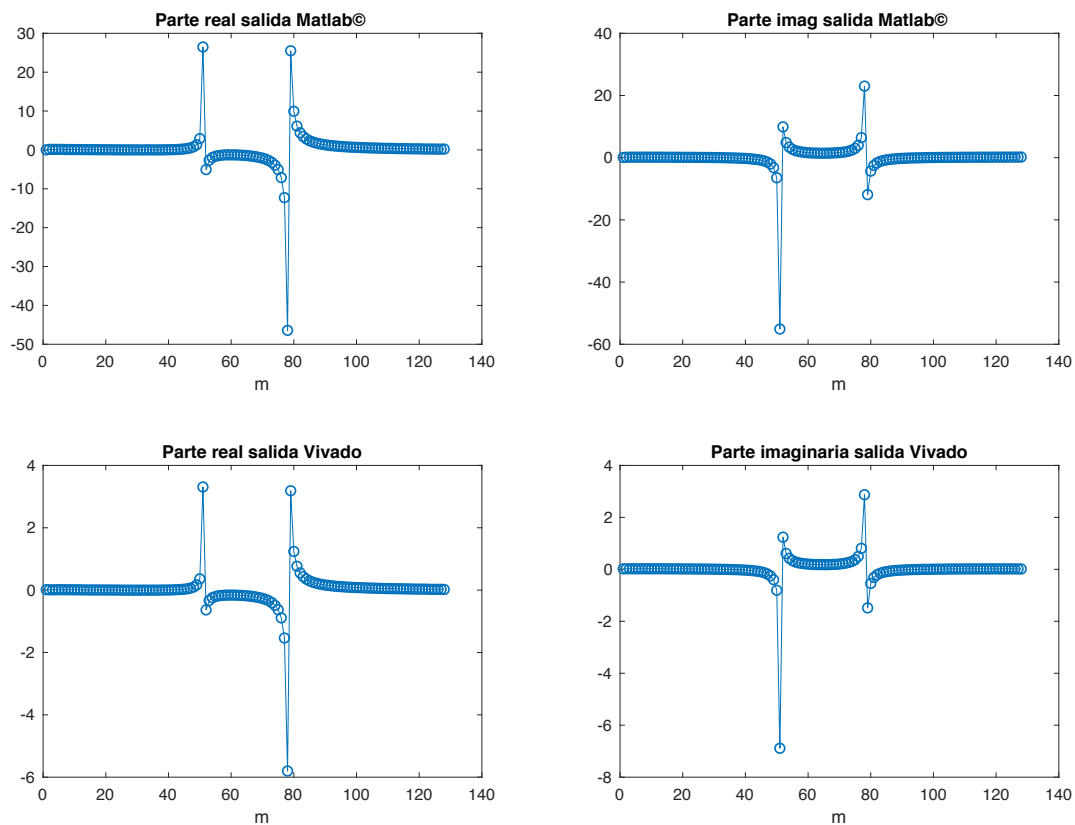 Parte real salida Matlab©
30
20
10
0
-10
-20
-30
-40
-50
0 20 40 60 80 100 120 140
m
Parte imag salida Matlab©
40
20
0
-20
-40
-60
0 20 40 60 80 100 120 140
m
Parte real salida Vivado
4
2
0
-2
-4
-6
0 20 40 60 80 100 120 140
m
Parte imaginaria salida Vivado
4
2
0
-2
-4
-6
-8
0 20 40 60 80 100 120 140
m